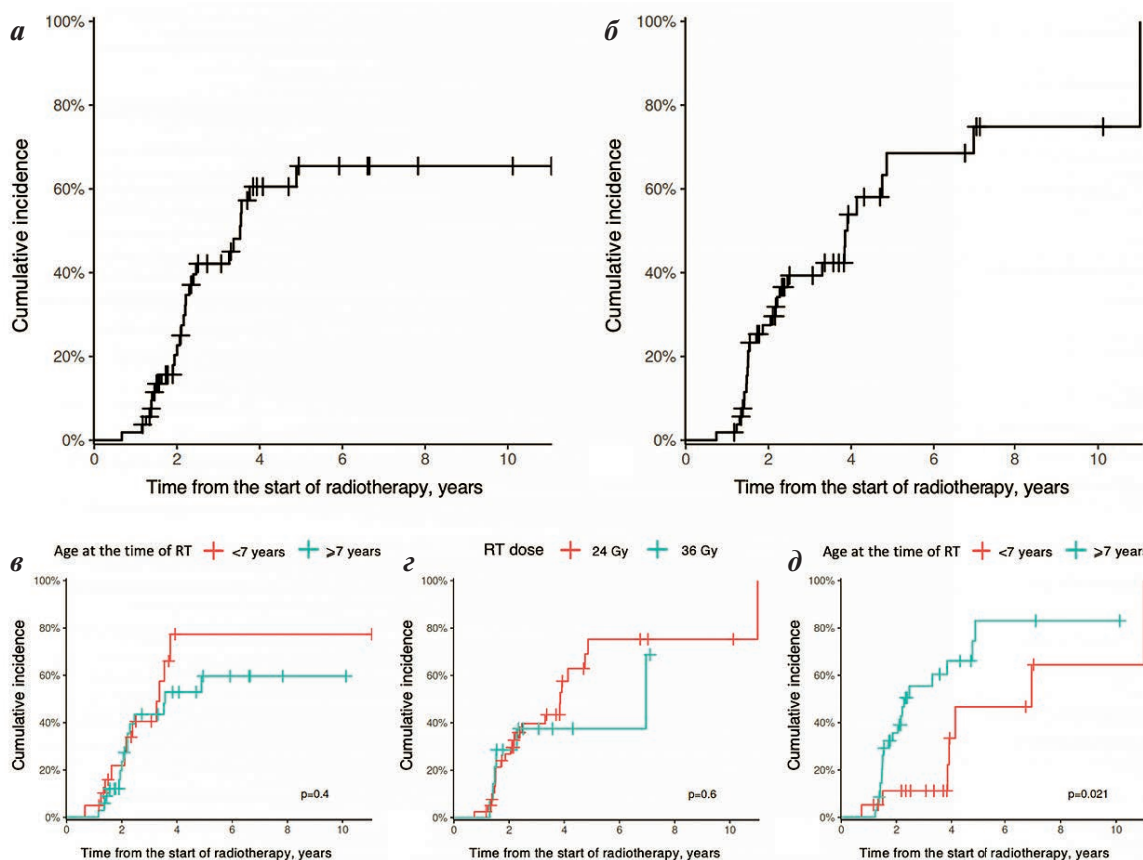 а
100%
80%
60%
40%
20%
0%
Cumulative incidence
0 2 4 6 8 10
Time from the start of radiotherapy, years
б
100%
80%
60%
40%
20%
0%
Cumulative incidence
0 2 4 6 8 10
Time from the start of radiotherapy, years
в
Age at the time of RT <7 years ⩾7 years
100%
80%
60%
40%
20%
0%
Cumulative incidence
p=0.4
0 2 4 6 8 10
Time from the start of radiotherapy, years
г
RT dose 24 Gy 36 Gy
100%
80%
60%
40%
20%
0%
Cumulative incidence
p=0.6
0 2 4 6 8 10
Time from the start of radiotherapy, years
д
Age at the time of RT <7 years ⩾7 years
100%
80%
60%
40%
20%
0%
Cumulative incidence
p=0.021
0 2 4 6 8 10
Time from the start of radiotherapy, years